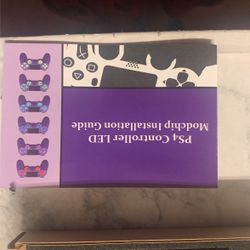 PS4 Controller LED
Modchip Installation Guide